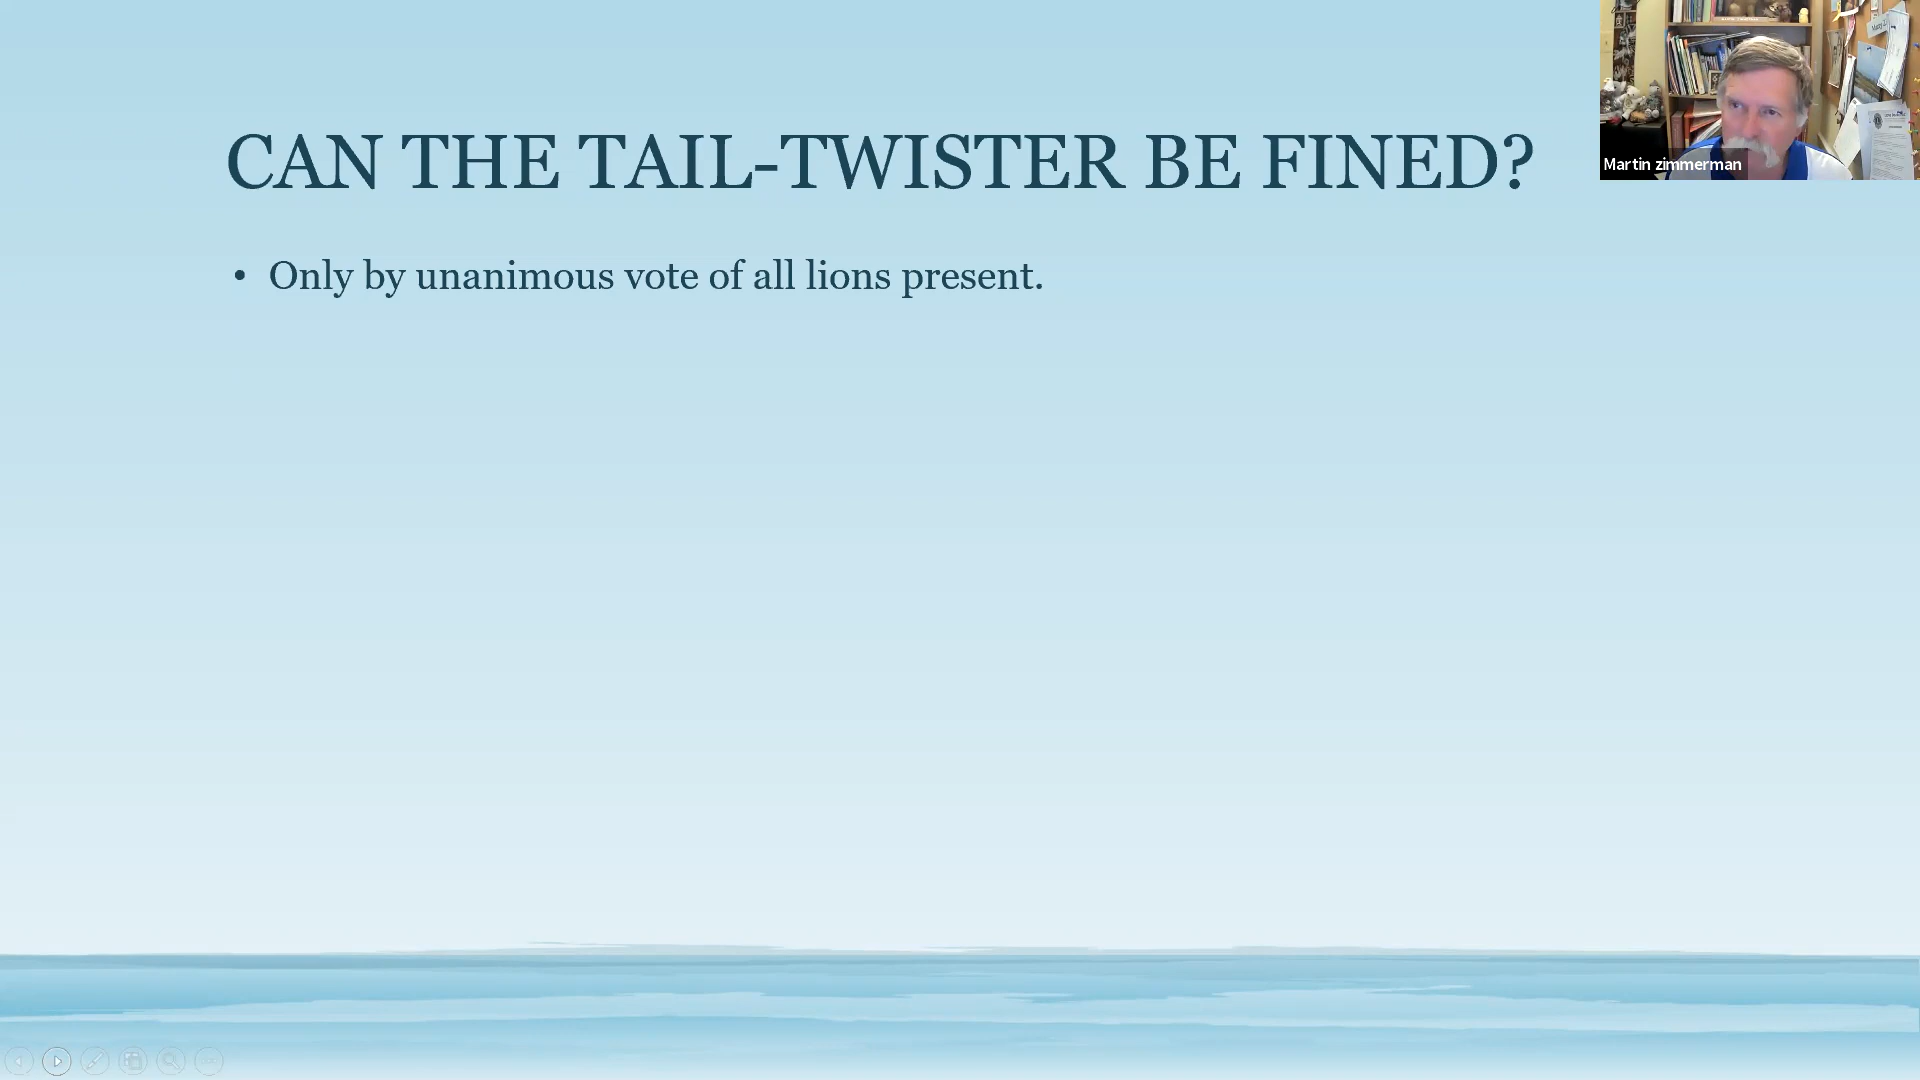 CAN THE TAIL-TWISTER BE FINED?
Martin zimmerman
• Only by unanimous vote of all lions present.